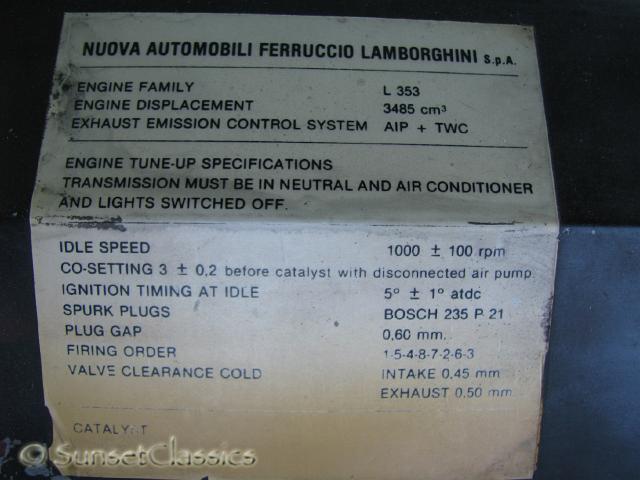 NUOVA AUTOMOBILI FERRUCCIO LAMBORGHINI S.p.A.
ENGINE FAMILY L 353
ENGINE DISPLACEMENT 3485 cm³
EXHAUST EMISSION CONTROL SYSTEM AIP + TWC
ENGINE TUNE-UP SPECIFICATIONS
TRANSMISSION MUST BE IN NEUTRAL AND AIR CONDITIONER
AND LIGHTS SWITCHED OFF.
IDLE SPEED 1000 ± 100 rpm
CO-SETTING 3 ± 0,2 before catalyst with disconnected air pump
IGNITION TIMING AT IDLE 5° ± 1° atdc
SPURK PLUGS BOSCH 235 P 21
PLUG GAP 0,60 mm.
FIRING ORDER 1-5-4-8-7-2-6-3
VALVE CLEARANCE COLD INTAKE 0,45 mm
EXHAUST 0,50 mm
CATALYST
© SunsetClassics